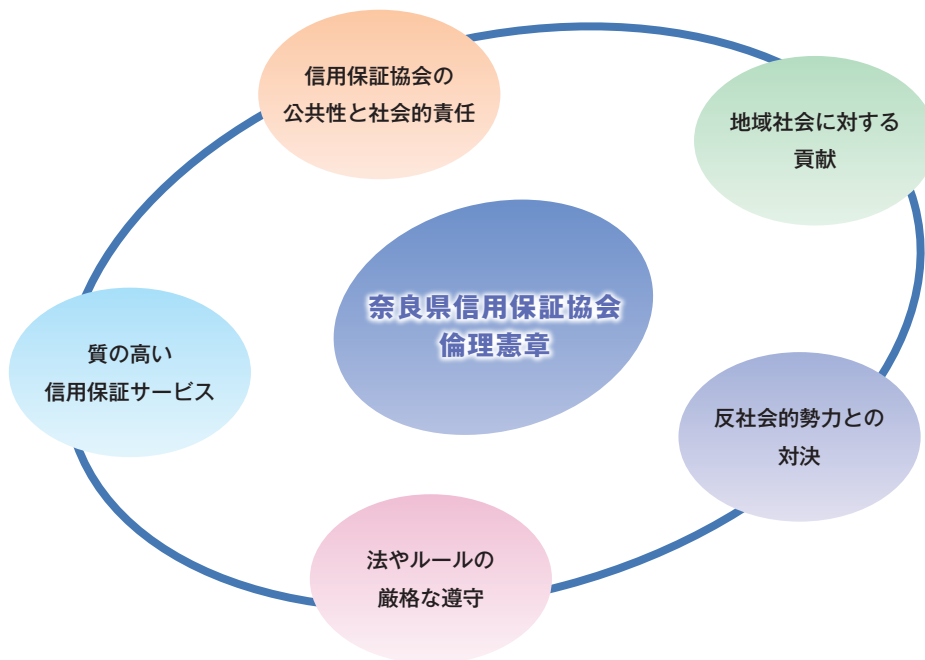 信用保証協会の
公共性と社会的責任
地域社会に対する
貢献
奈良県信用保証協会
倫理憲章
質の高い
信用保証サービス
反社会的勢力との
対決
法やルールの
厳格な遵守